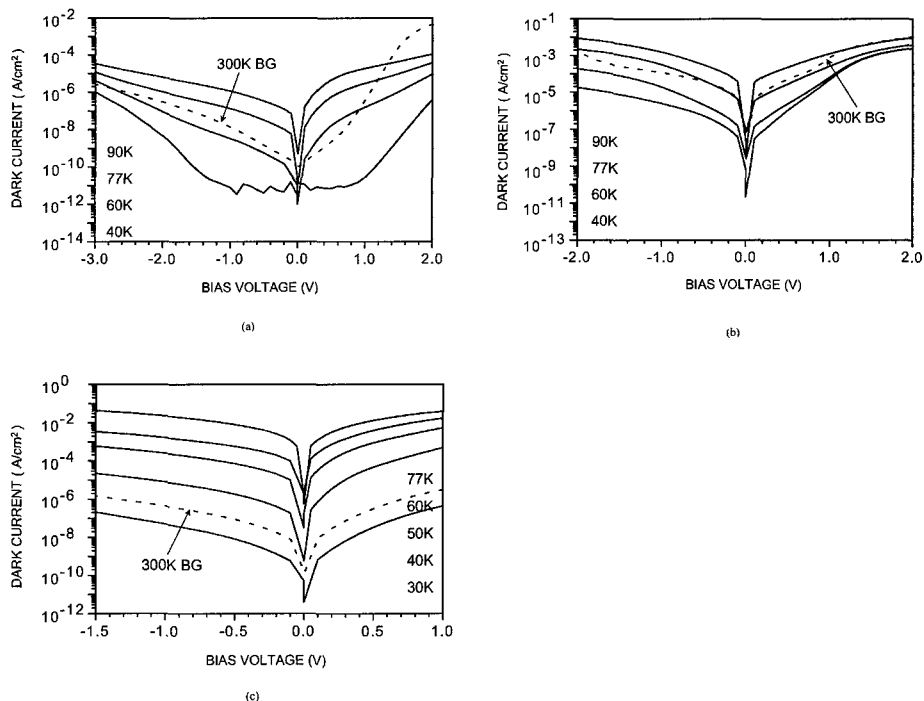 10-2
10-4
10-6
10-8
10-10
10-12
10-14
DARK CURRENT ( A/cm²)
300K BG
90K
77K
60K
40K
-3.0 -2.0 -1.0 0.0 1.0 2.0
BIAS VOLTAGE (V)
(a)
10-1
10-3
10-5
10-7
10-9
10-11
10-13
DARK CURRENT ( A/cm²)
300K BG
90K
77K
60K
40K
-2.0 -1.0 0.0 1.0 2.0
BIAS VOLTAGE (V)
(b)
10 0
10-2
10-4
10-6
10-8
10-10
10-12
DARK CURRENT ( A/cm²)
300K BG
77K
60K
50K
40K
30K
-1.5 -1.0 -0.5 0.0 0.5 1.0
BIAS VOLTAGE (V)
(c)